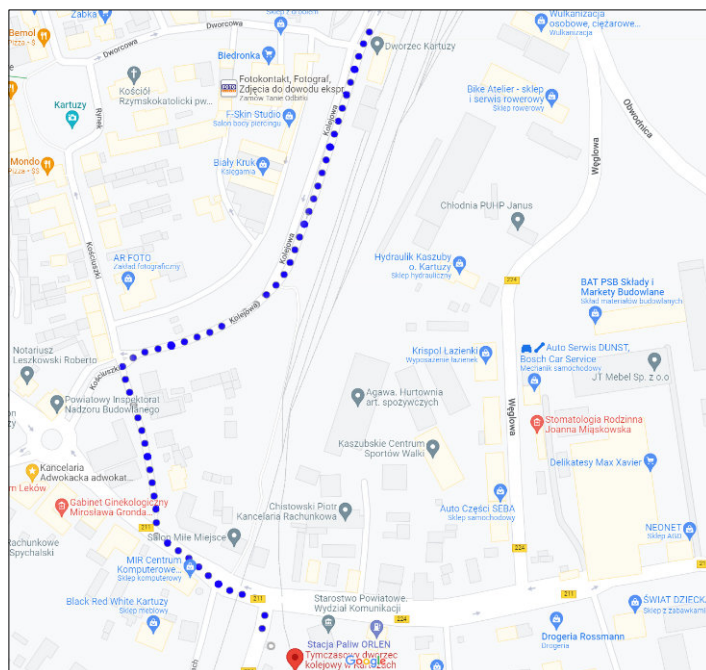 Bemol
Pizza - $$
Żabka
Dworcowa
Sklep z drobiem
Dworcowa
Biedronka
Dworzec Kartuzy
Wulkanizacja
osobowe, ciężarowe...
Wulkanizacja
Kościół
Rzymskokatolicki pw...
FOTO
Fotokontakt, Fotograf,
Zdjęcia do dowodu ekspr
Zamów Tanie Odbitki
Kartuzy
Rynek
F-Skin Studio
Salon body piercingu
Kolejowa
Bike Atelier - sklep
i serwis rowerowy
Sklep rowerowy
Obwodnica
Węglowa
Mondo
Pizza - $$
Biały Kruk
Księgarnia
Chłodnia PUHP Janus
Kościuszki
AR FOTO
Zakład fotograficzny
Kolejowa
Hydraulik Kaszuby
o. Kartuzy
Sklep hydrauliczny
224
BAT PSB Składy i
Markety Budowlane
Skład materiałów budowlanych
Kolejowa
Notariusz
Leszkowski Roberto
Kościuszki
Krispol Łazienki
Wyposażenie łazienek
Auto Serwis DUNST,
Bosch Car Service
Mechanik samochodowy
JT Mebel Sp. z o.o
Powiatowy Inspektorat
Nadzoru Budowlanego
Agawa. Hurtownia
art. spożywczych
Węglowa
Stomatologia Rodzinna
Joanna Miąskowska
Kaszubskie Centrum
Sportów Walki
Delikatesy Max Xavier
Kancelaria
Adwokacka adwokat...
m Leków
Gabinet Ginekologiczny
Mirosława Gronda...
Chistowski Piotr
Kancelaria Rachunkowa
Auto Części SEBA
Sklep samochodowy
211
Salon Miłe Miejsce
NEONET
Sklep AGD
Rachunkowe
Spychalski
224
MIR Centrum
Komputerowe...
Sklep komputerowy
211
211
Starostwo Powiatowe.
Wydział Komunikacji
Black Red White Kartuzy
Sklep meblowy
224
ŚWIAT DZIECKA
Sklep z zabawkami
Drogeria Rossmann
Drogeria
Stacja Paliw ORLEN
Tymczasowy dworzec
kolejowy w Kartuzach
Google